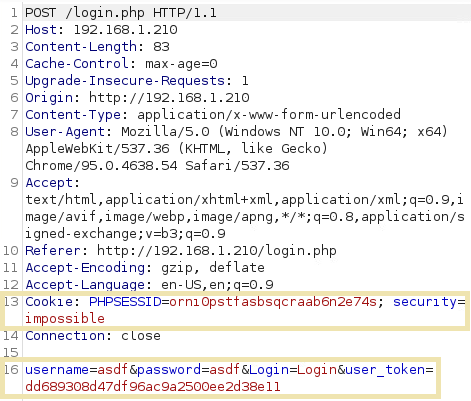 1 POST /login.php HTTP/1.1
2 Host: 192.168.1.210
3 Content-Length: 83
4 Cache-Control: max-age=0
5 Upgrade-Insecure-Requests: 1
6 Origin: http://192.168.1.210
7 Content-Type: application/x-www-form-urlencoded
8 User-Agent: Mozilla/5.0 (Windows NT 10.0; Win64; x64)
AppleWebKit/537.36 (KHTML, like Gecko)
Chrome/95.0.4638.54 Safari/537.36
9 Accept:
text/html,application/xhtml+xml,application/xml;q=0.9,i
mage/avif,image/webp,image/apng,*/*;q=0.8,application/s
igned-exchange;v=b3;q=0.9
10 Referer: http://192.168.1.210/login.php
11 Accept-Encoding: gzip, deflate
12 Accept-Language: en-US,en;q=0.9
13 Cookie: PHPSESSID=orni0pstfasbsqcraab6n2e74s; security=
impossible
14 Connection: close
15
16 username=asdf&password=asdf&Login=Login&user_token=
dd689308d47df96ac9a2500ee2d38e11